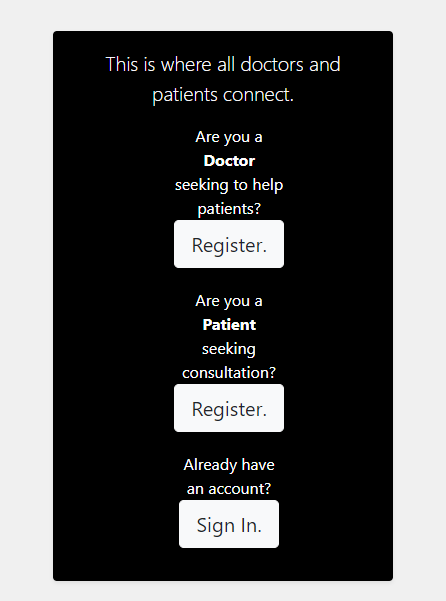 This is where all doctors and
patients connect.
Are you a
Doctor
seeking to help
patients?
Register.
Are you a
Patient
seeking
consultation?
Register.
Already have
an account?
Sign In.